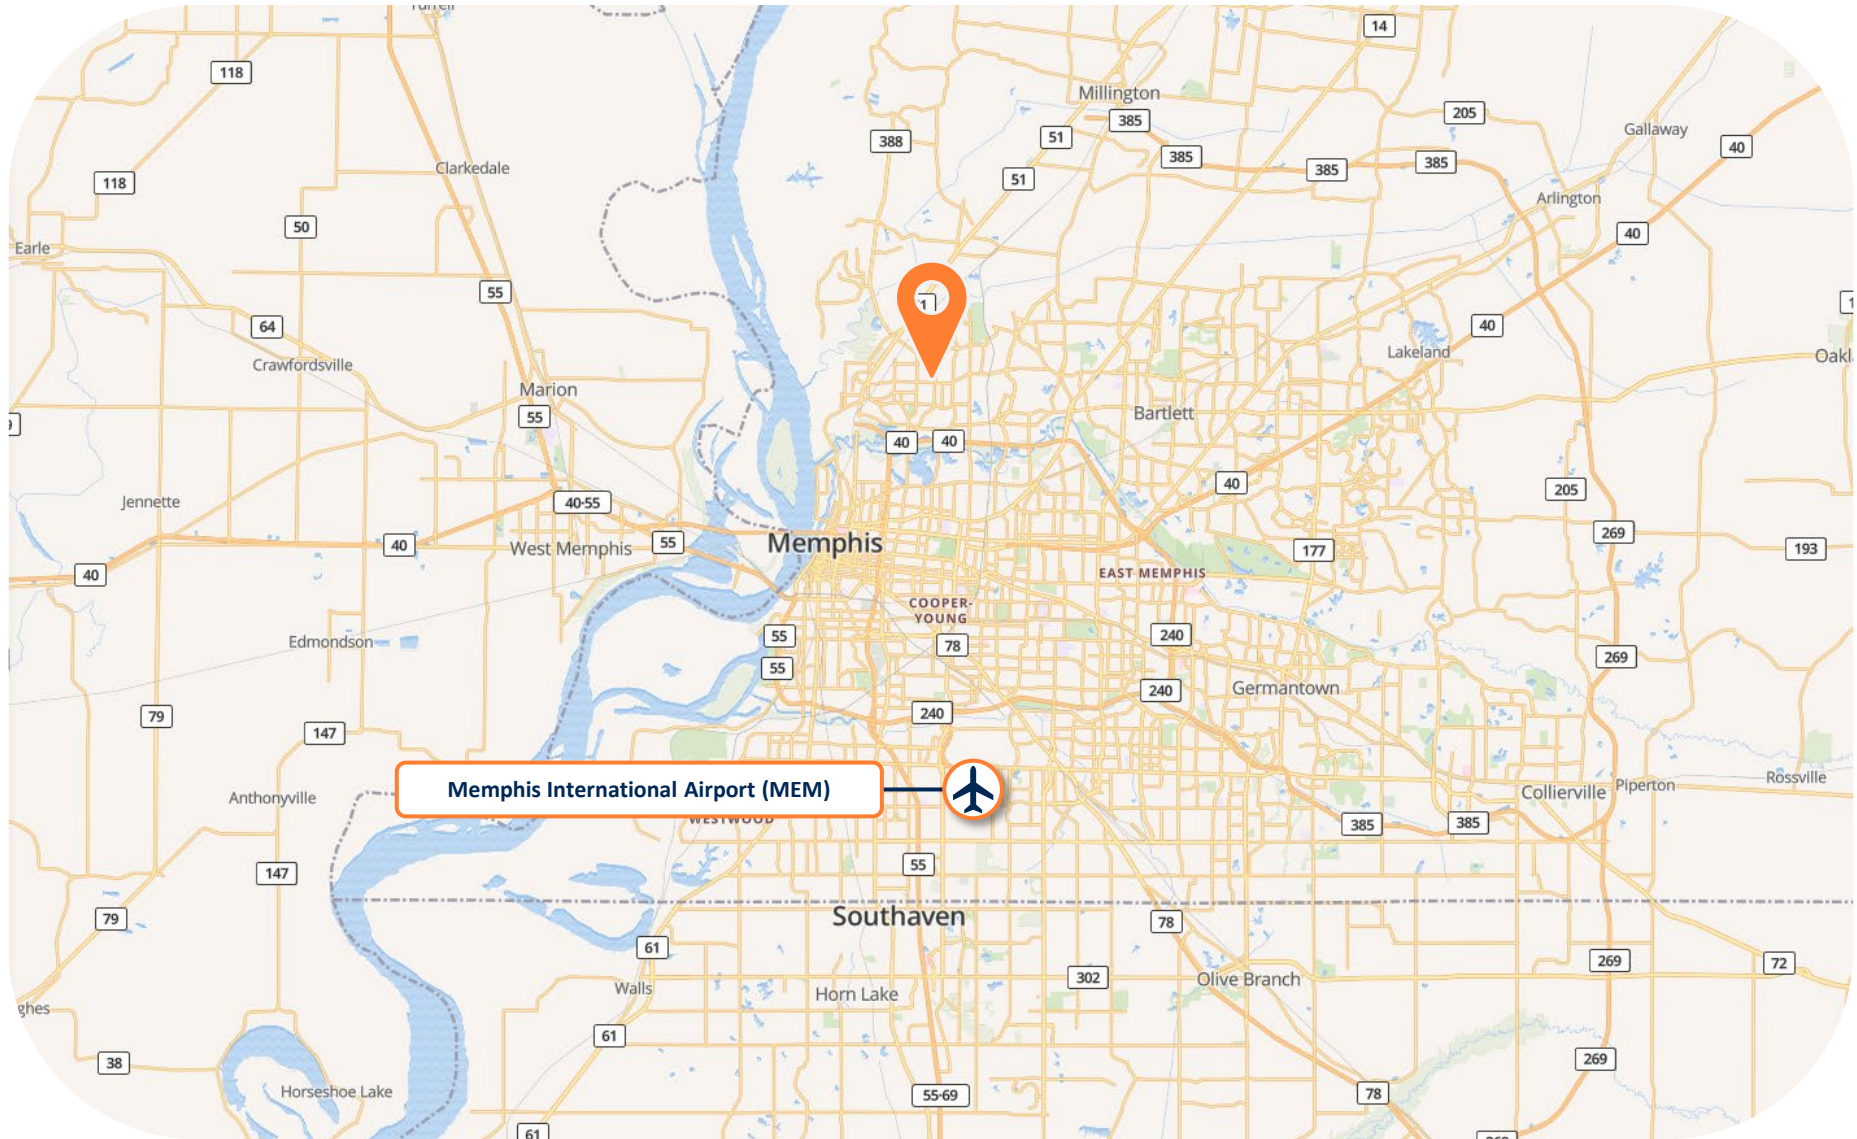 Turrell
14
118
Millington
205
385
Gallaway
51
388
40
385
385
385
Clarkedale
51
118
Arlington
50
40
Earle
55
1
64
40
Lakeland
Crawfordsville
Marion
55
Bartlett
40
40
40
205
Jennette
40·55
269
Memphis
55
40
West Memphis
177
193
40
EAST MEMPHIS
COOPER-
YOUNG
55
240
Edmondson
78
269
55
240
Germantown
240
79
147
Memphis International Airport (MEM)
Rossville
Piperton
Collierville
Anthonyville
WESTWOOD
385
385
55
147
Southaven
79
78
61
269
72
302
Olive Branch
Walls
Horn Lake
61
38
269
Horseshoe Lake
55·69
78
61
269